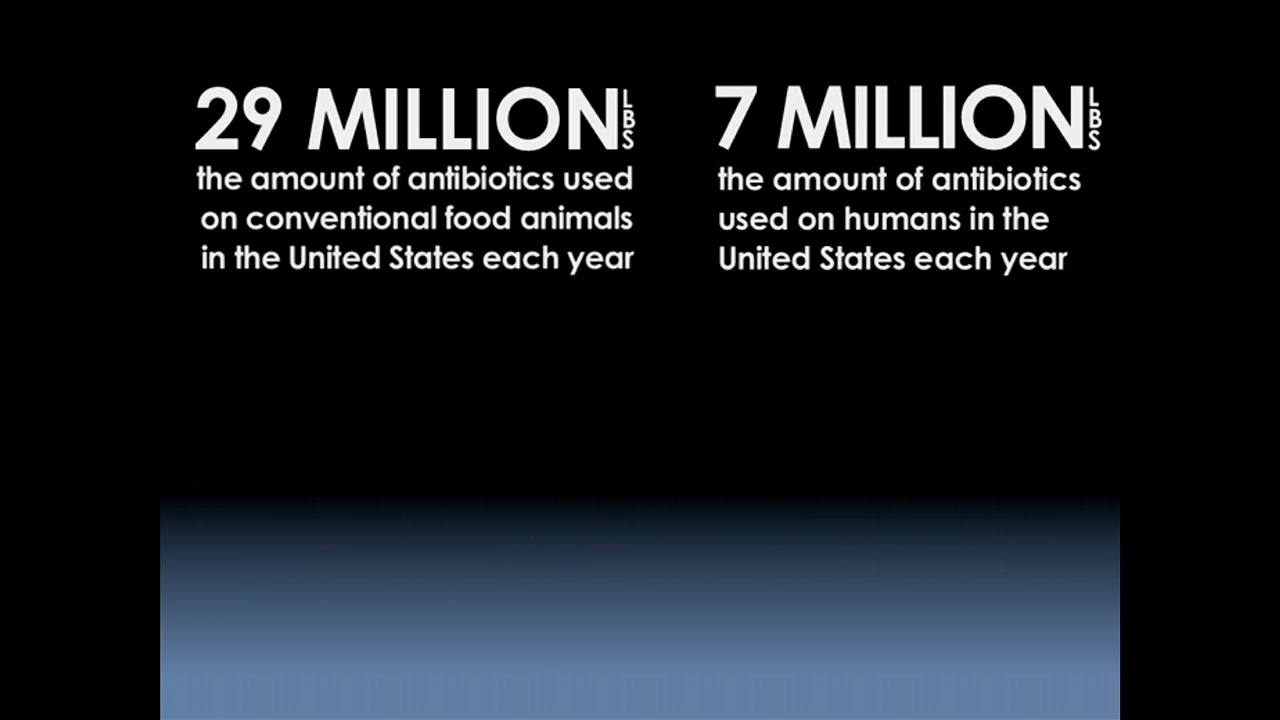 29 MILLION LBS
the amount of antibiotics used
on conventional food animals
in the United States each year
7 MILLION LBS
the amount of antibiotics
used on humans in the
United States each year